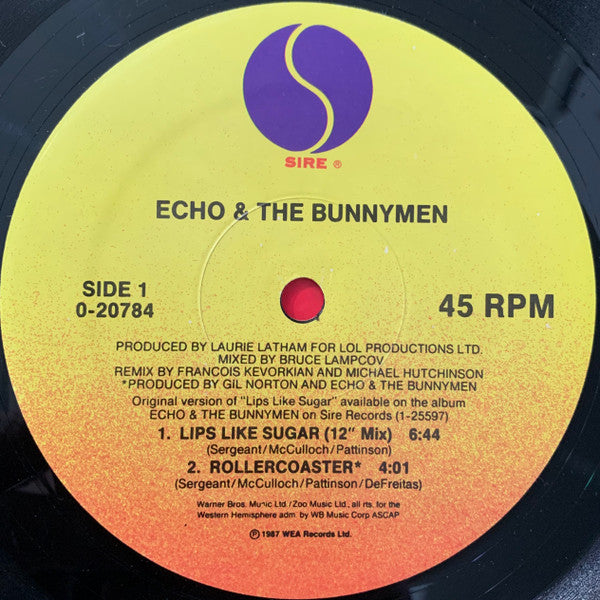 SIRE ®
ECHO & THE BUNNYMEN
SIDE 1
0-20784
45 RPM
PRODUCED BY LAURIE LATHAM FOR LOL PRODUCTIONS LTD.
MIXED BY BRUCE LAMPCOV
REMIX BY FRANCOIS KEVORKIAN AND MICHAEL HUTCHINSON
*PRODUCED BY GIL NORTON AND ECHO & THE BUNNYMEN
Original version of "Lips Like Sugar" available on the album
ECHO & THE BUNNYMEN on Sire Records (1-25597)
1. LIPS LIKE SUGAR (12" Mix) 6:44
(Sergeant/McCulloch/Pattinson)
2. ROLLERCOASTER* 4:01
(Sergeant/McCulloch/Pattinson/DeFreitas)
Warner Bros. Music Ltd./Zoo Music Ltd., all rts. for the
Western Hemisphere adm. by WB Music Corp ASCAP
℗ 1987 WEA Records Ltd.